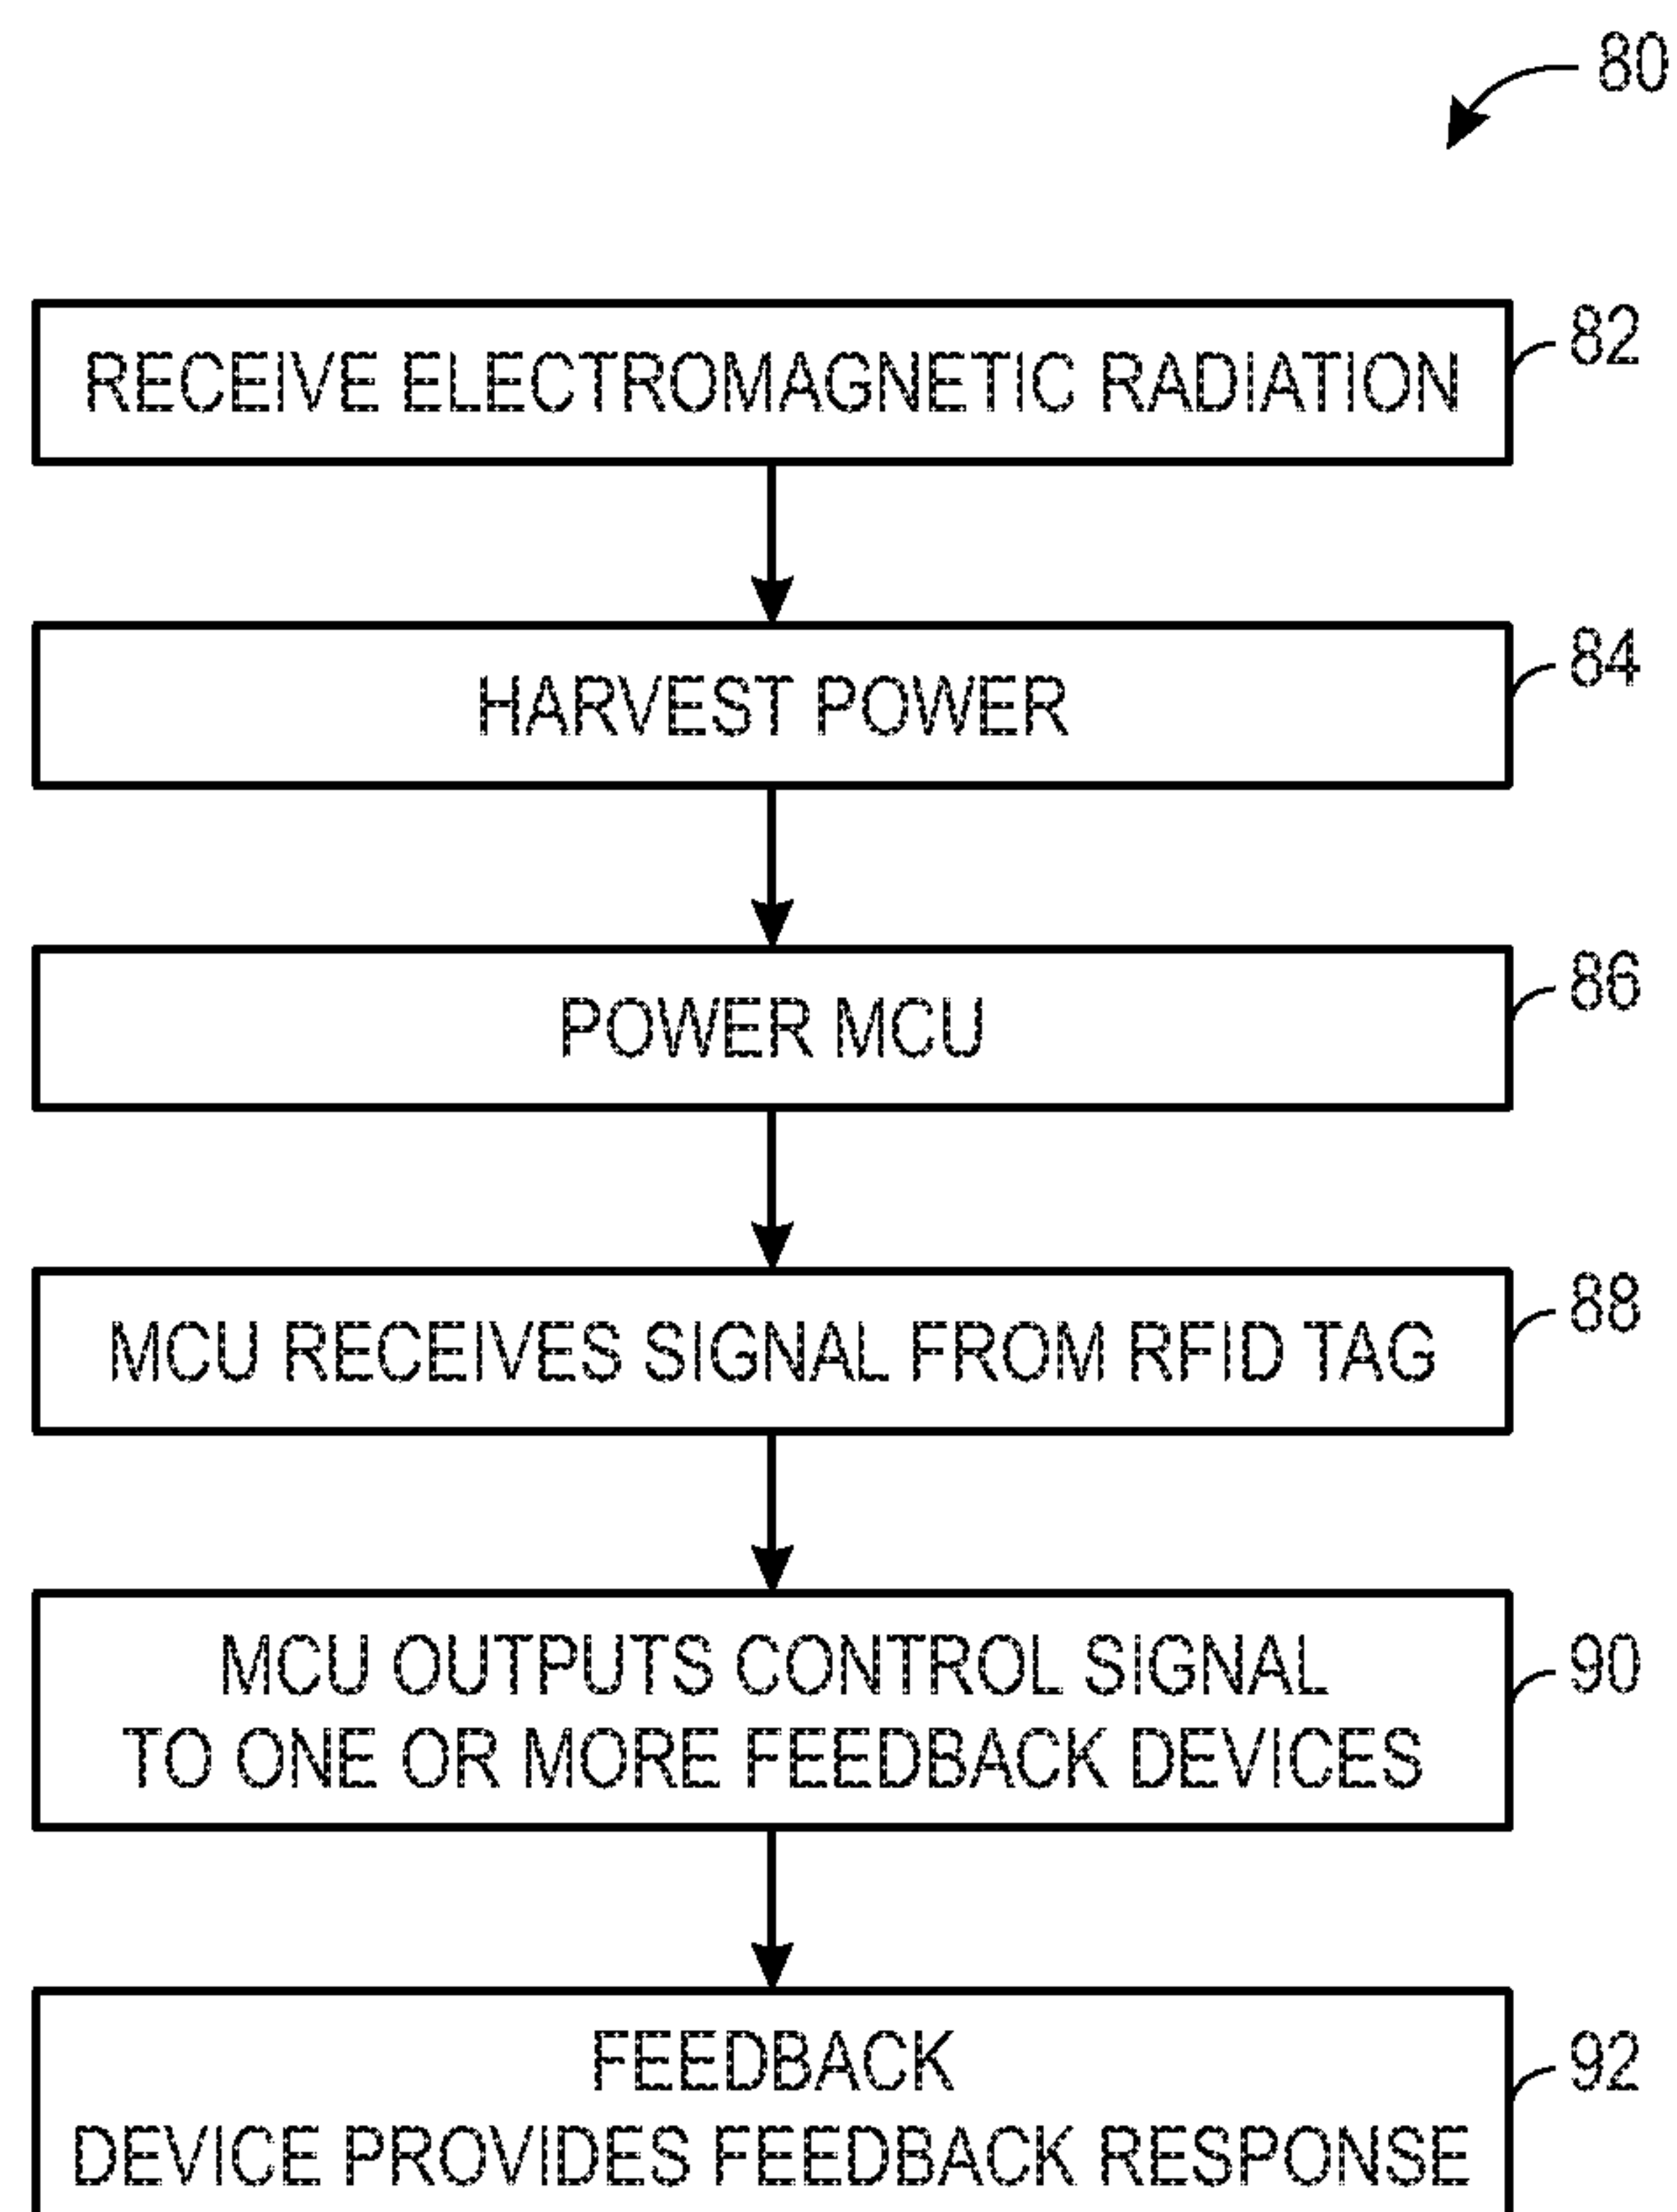 80
RECEIVE ELECTROMAGNETIC RADIATION
82
HARVEST POWER
84
POWER MCU
86
MCU RECEIVES SIGNAL FROM RFID TAG
88
MCU OUTPUTS CONTROL SIGNAL
TO ONE OR MORE FEEDBACK DEVICES
90
FEEDBACK
DEVICE PROVIDES FEEDBACK RESPONSE
92